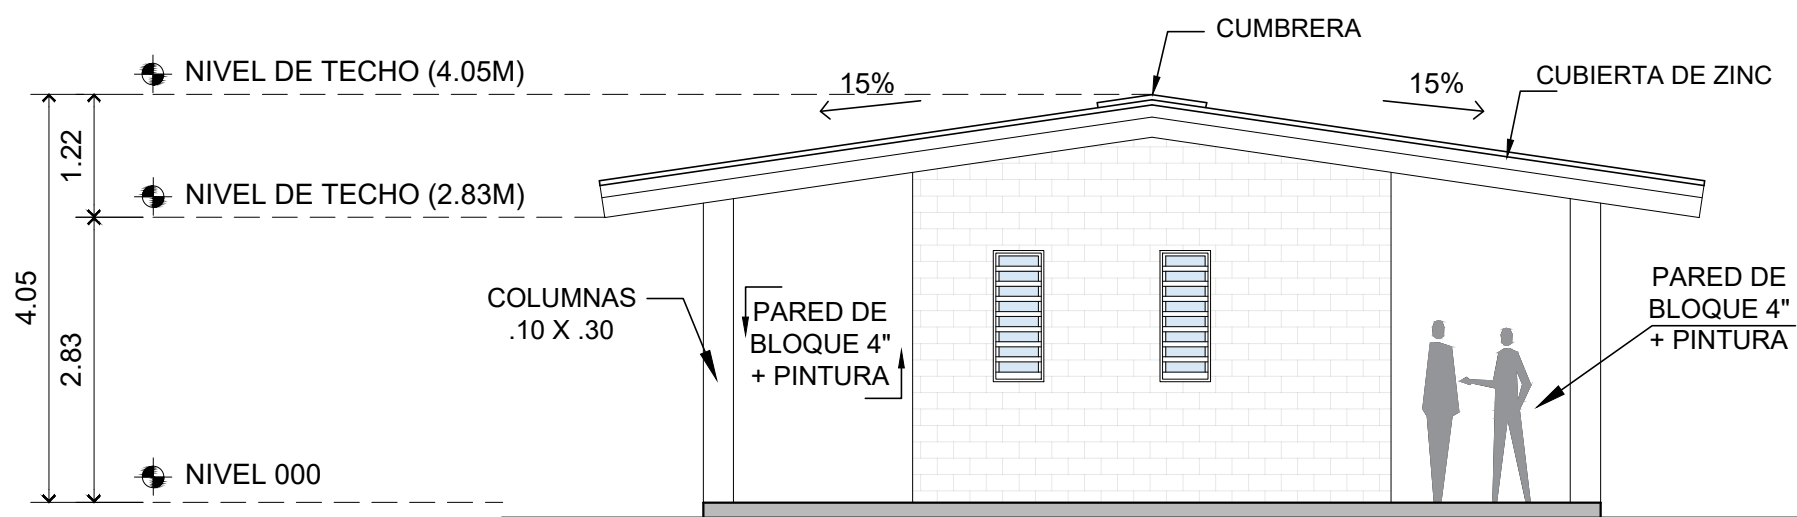 CUMBRERA
NIVEL DE TECHO (4.05M)
15%
15%
CUBIERTA DE ZINC
1.22
NIVEL DE TECHO (2.83M)
4.05
COLUMNAS
.10 X .30
PARED DE
BLOQUE 4"
+ PINTURA
PARED DE
BLOQUE 4"
+ PINTURA
2.83
NIVEL 000